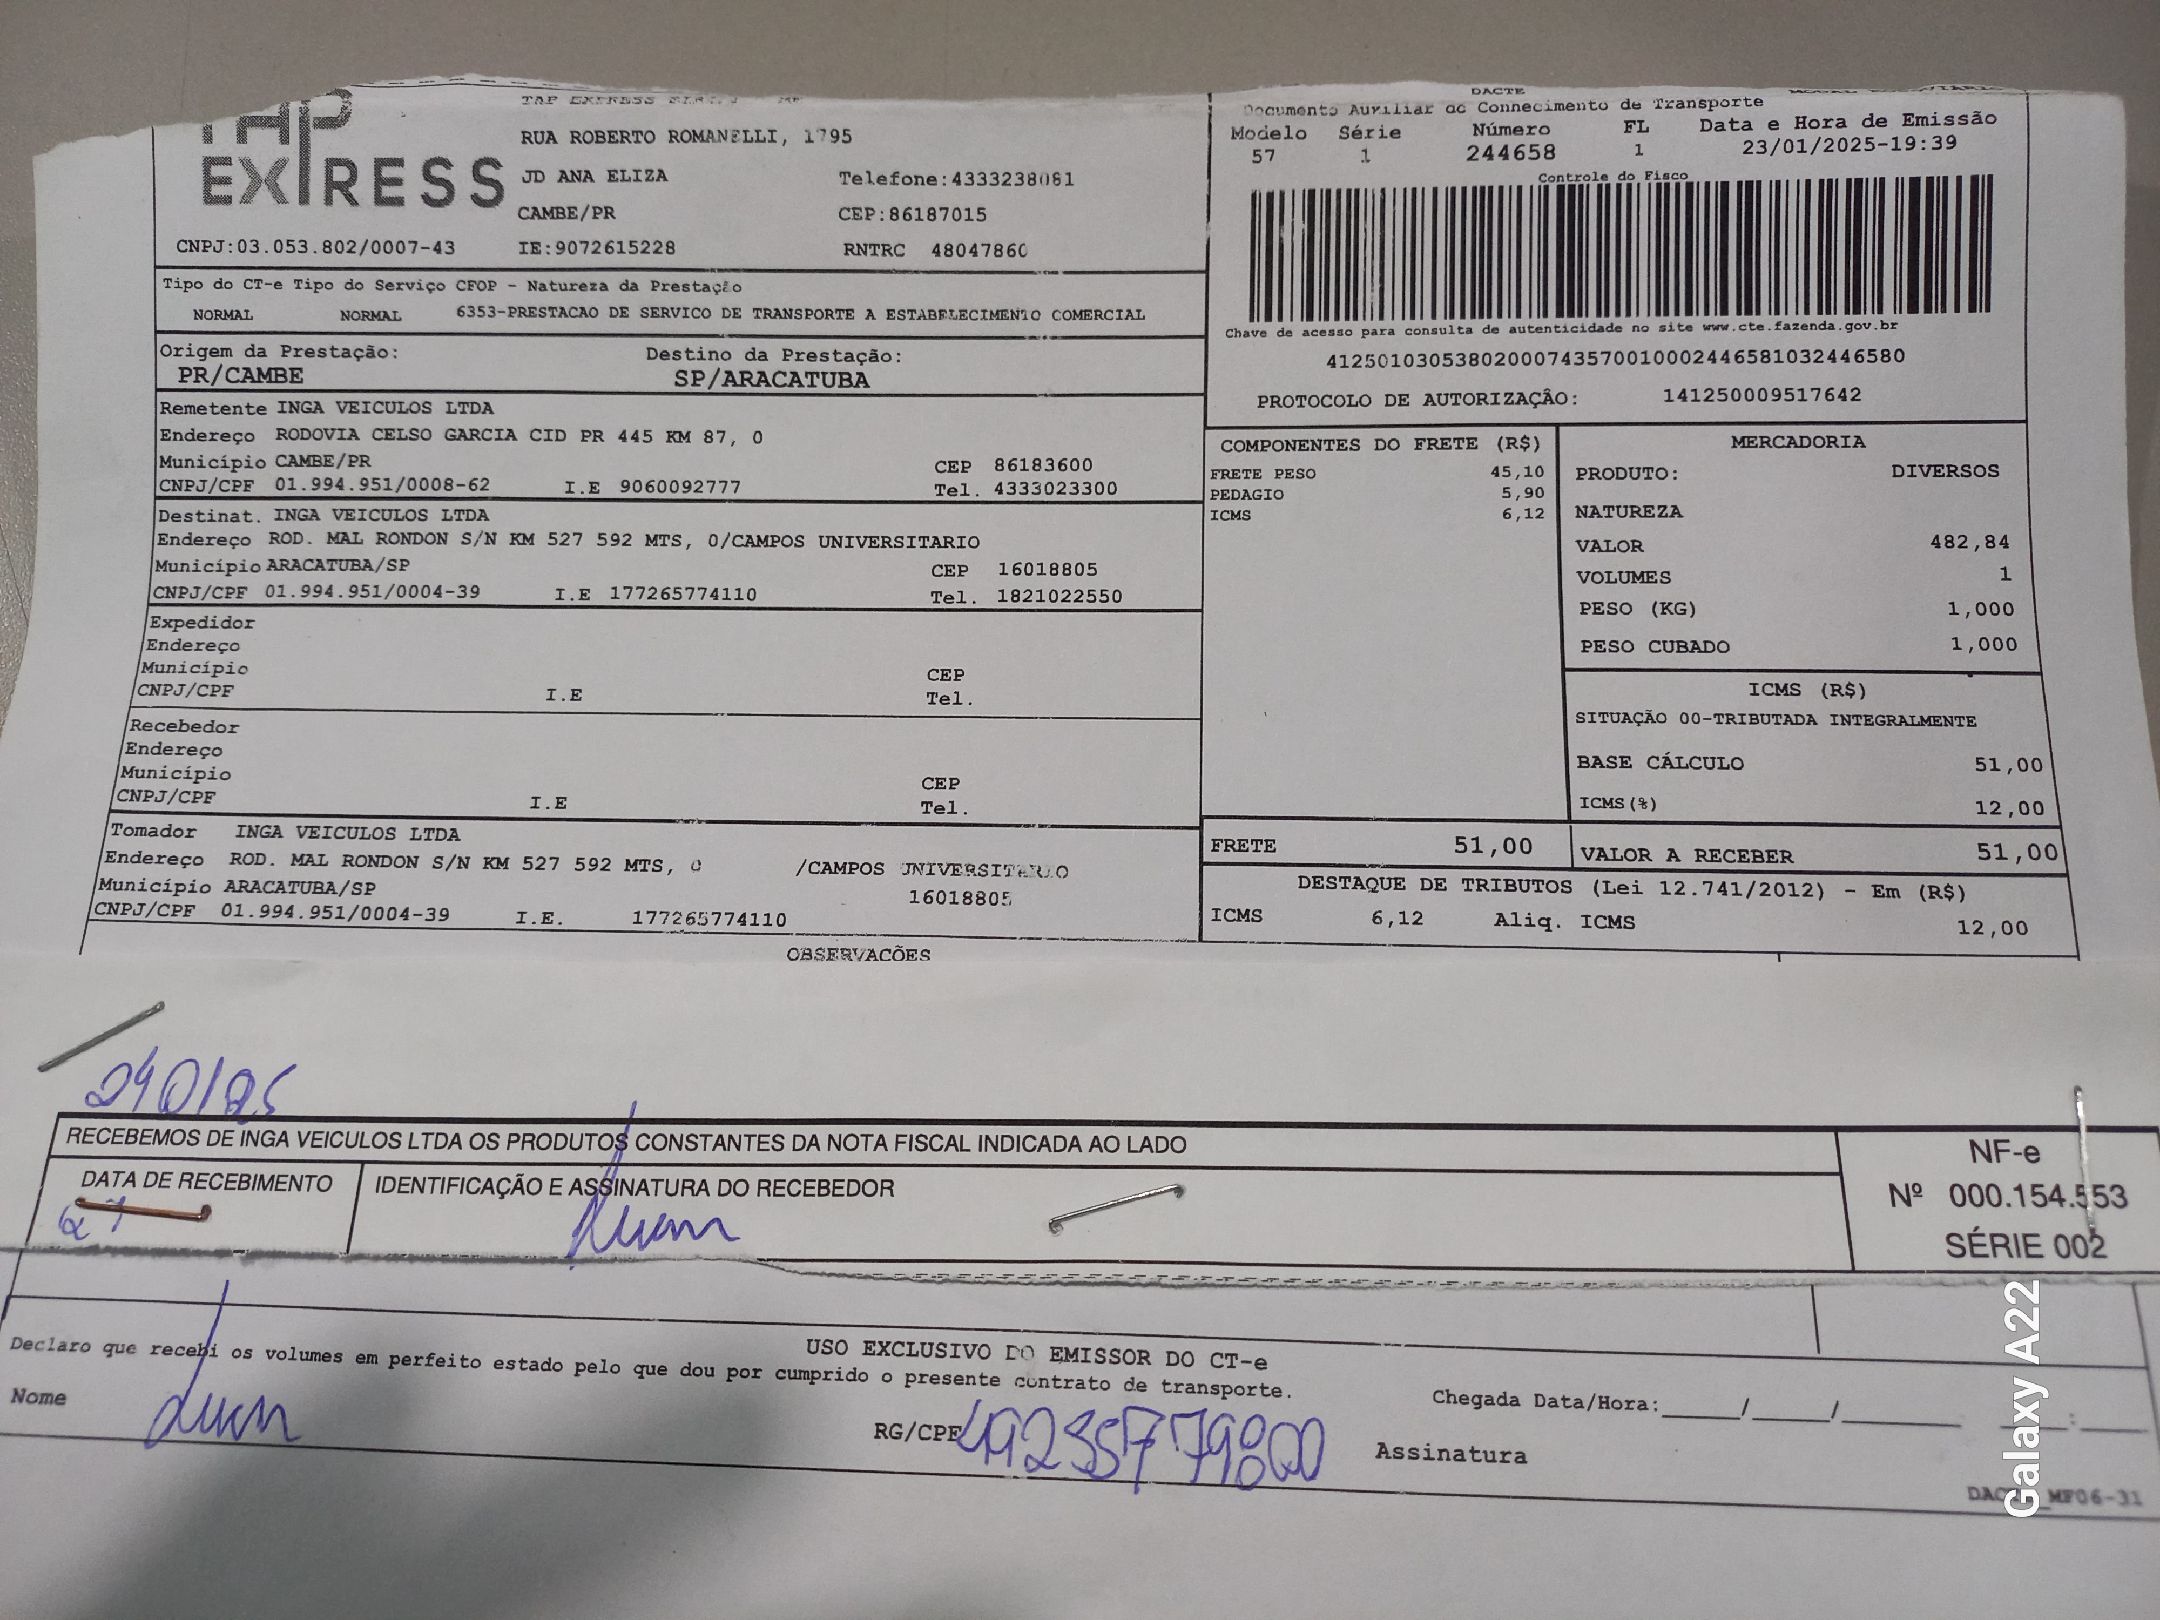 TAP EXPRESS
RUA ROBERTO ROMANELLI, 1795
JD ANA ELIZA Telefone:4333238081
CAMBE/PR CEP:86187015
CNPJ:03.053.802/0007-43 IE:9072615228 RNTRC 48047860
DACTE
Documento Auxiliar do Conhecimento de Transporte
Modelo Série Número FL Data e Hora de Emissão
57 1 244658 1 23/01/2025-19:39
Controle do Fisco
Chave de acesso para consulta de autenticidade no site www.cte.fazenda.gov.br
41250103053802000743570010002446581032446580
PROTOCOLO DE AUTORIZAÇÃO: 141250009517642
Tipo do CT-e Tipo do Serviço CFOP - Natureza da Prestação
NORMAL NORMAL 6353-PRESTACAO DE SERVICO DE TRANSPORTE A ESTABELECIMENTO COMERCIAL
Origem da Prestação: Destino da Prestação:
PR/CAMBE SP/ARACATUBA
Remetente INGA VEICULOS LTDA
Endereço RODOVIA CELSO GARCIA CID PR 445 KM 87, 0
Município CAMBE/PR CEP 86183600
CNPJ/CPF 01.994.951/0008-62 I.E 9060092777 Tel. 4333023300
Destinat. INGA VEICULOS LTDA
Endereço ROD. MAL RONDON S/N KM 527 592 MTS, 0/CAMPOS UNIVERSITARIO
Município ARACATUBA/SP CEP 16018805
CNPJ/CPF 01.994.951/0004-39 I.E 177265774110 Tel. 1821022550
Expedidor
Endereço
Município CEP
CNPJ/CPF I.E Tel.
Recebedor
Endereço
Município CEP
CNPJ/CPF I.E Tel.
Tomador INGA VEICULOS LTDA
Endereço ROD. MAL RONDON S/N KM 527 592 MTS, 0 /CAMPOS UNIVERSITARIO
Município ARACATUBA/SP 16018805
CNPJ/CPF 01.994.951/0004-39 I.E. 177265774110
COMPONENTES DO FRETE (R$)
FRETE PESO 45,10
PEDAGIO 5,90
ICMS 6,12
MERCADORIA
PRODUTO: DIVERSOS
NATUREZA
VALOR 482,84
VOLUMES 1
PESO (KG) 1,000
PESO CUBADO 1,000
ICMS (R$)
SITUAÇÃO 00-TRIBUTADA INTEGRALMENTE
BASE CÁLCULO 51,00
ICMS(%) 12,00
FRETE 51,00 VALOR A RECEBER 51,00
DESTAQUE DE TRIBUTOS (Lei 12.741/2012) - Em (R$)
ICMS 6,12 Aliq. ICMS 12,00
OBSERVAÇÕES
RECEBEMOS DE INGA VEICULOS LTDA OS PRODUTOS CONSTANTES DA NOTA FISCAL INDICADA AO LADO
DATA DE RECEBIMENTO IDENTIFICAÇÃO E ASSINATURA DO RECEBEDOR
NF-e
Nº 000.154.553
SÉRIE 002
USO EXCLUSIVO DO EMISSOR DO CT-e
Declaro que recebi os volumes em perfeito estado pelo que dou por cumprido o presente contrato de transporte.
Nome RG/CPF Chegada Data/Hora:_____/_____/_________ ____:_____
Assinatura
Galaxy A22